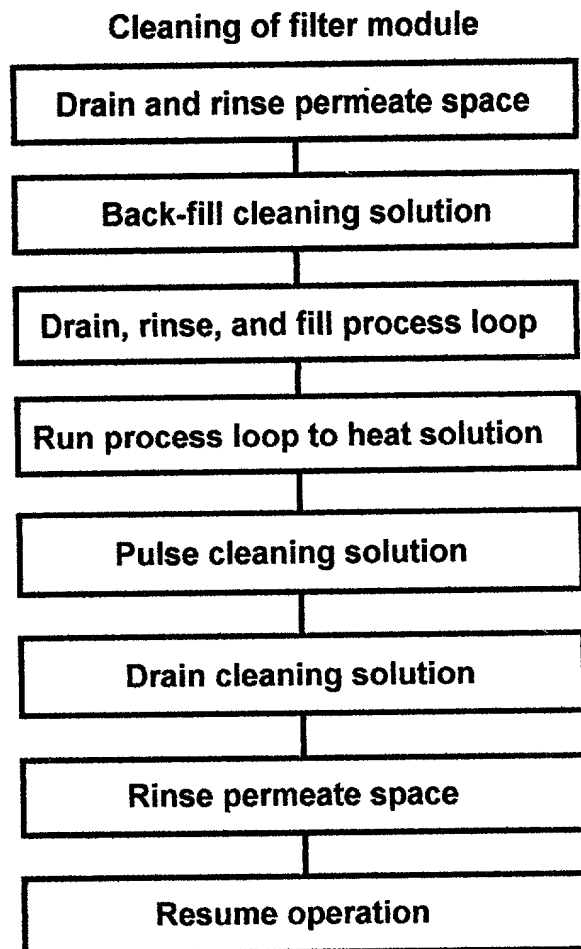 Cleaning of filter module
Drain and rinse permeate space
Back-fill cleaning solution
Drain, rinse, and fill process loop
Run process loop to heat solution
Pulse cleaning solution
Drain cleaning solution
Rinse permeate space
Resume operation